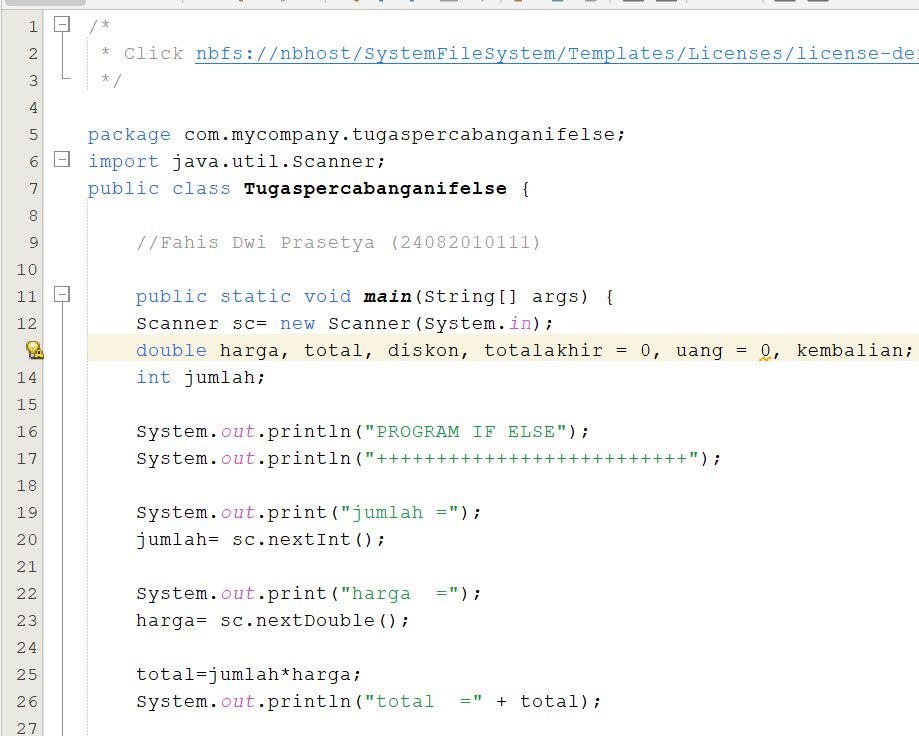 1 /*
2 * Click nbfs://nbhost/SystemFileSystem/Templates/Licenses/license-de
3 */
4
5 package com.mycompany.tugaspercabanganifelse;
6 import java.util.Scanner;
7 public class Tugaspercabanganifelse {
8
9 //Fahis Dwi Prasetya (24082010111)
10
11 public static void main(String[] args) {
12 Scanner sc= new Scanner(System.in);
double harga, total, diskon, totalakhir = 0, uang = 0, kembalian;
14 int jumlah;
15
16 System.out.println("PROGRAM IF ELSE");
17 System.out.println("++++++++++++++++++++++++++");
18
19 System.out.print("jumlah =");
20 jumlah= sc.nextInt();
21
22 System.out.print("harga  =");
23 harga= sc.nextDouble();
24
25 total=jumlah*harga;
26 System.out.println("total  =" + total);
27